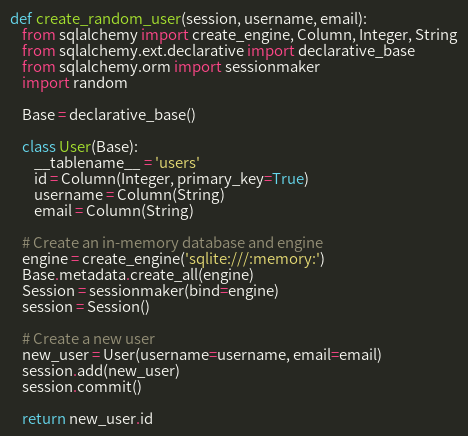 def create_random_user(session, username, email):
    from sqlalchemy import create_engine, Column, Integer, String
    from sqlalchemy.ext.declarative import declarative_base
    from sqlalchemy.orm import sessionmaker
    import random

    Base = declarative_base()

    class User(Base):
        __tablename__ = 'users'
        id = Column(Integer, primary_key=True)
        username = Column(String)
        email = Column(String)

    # Create an in-memory database and engine
    engine = create_engine('sqlite:///:memory:')
    Base.metadata.create_all(engine)
    Session = sessionmaker(bind=engine)
    session = Session()

    # Create a new user
    new_user = User(username=username, email=email)
    session.add(new_user)
    session.commit()

    return new_user.id